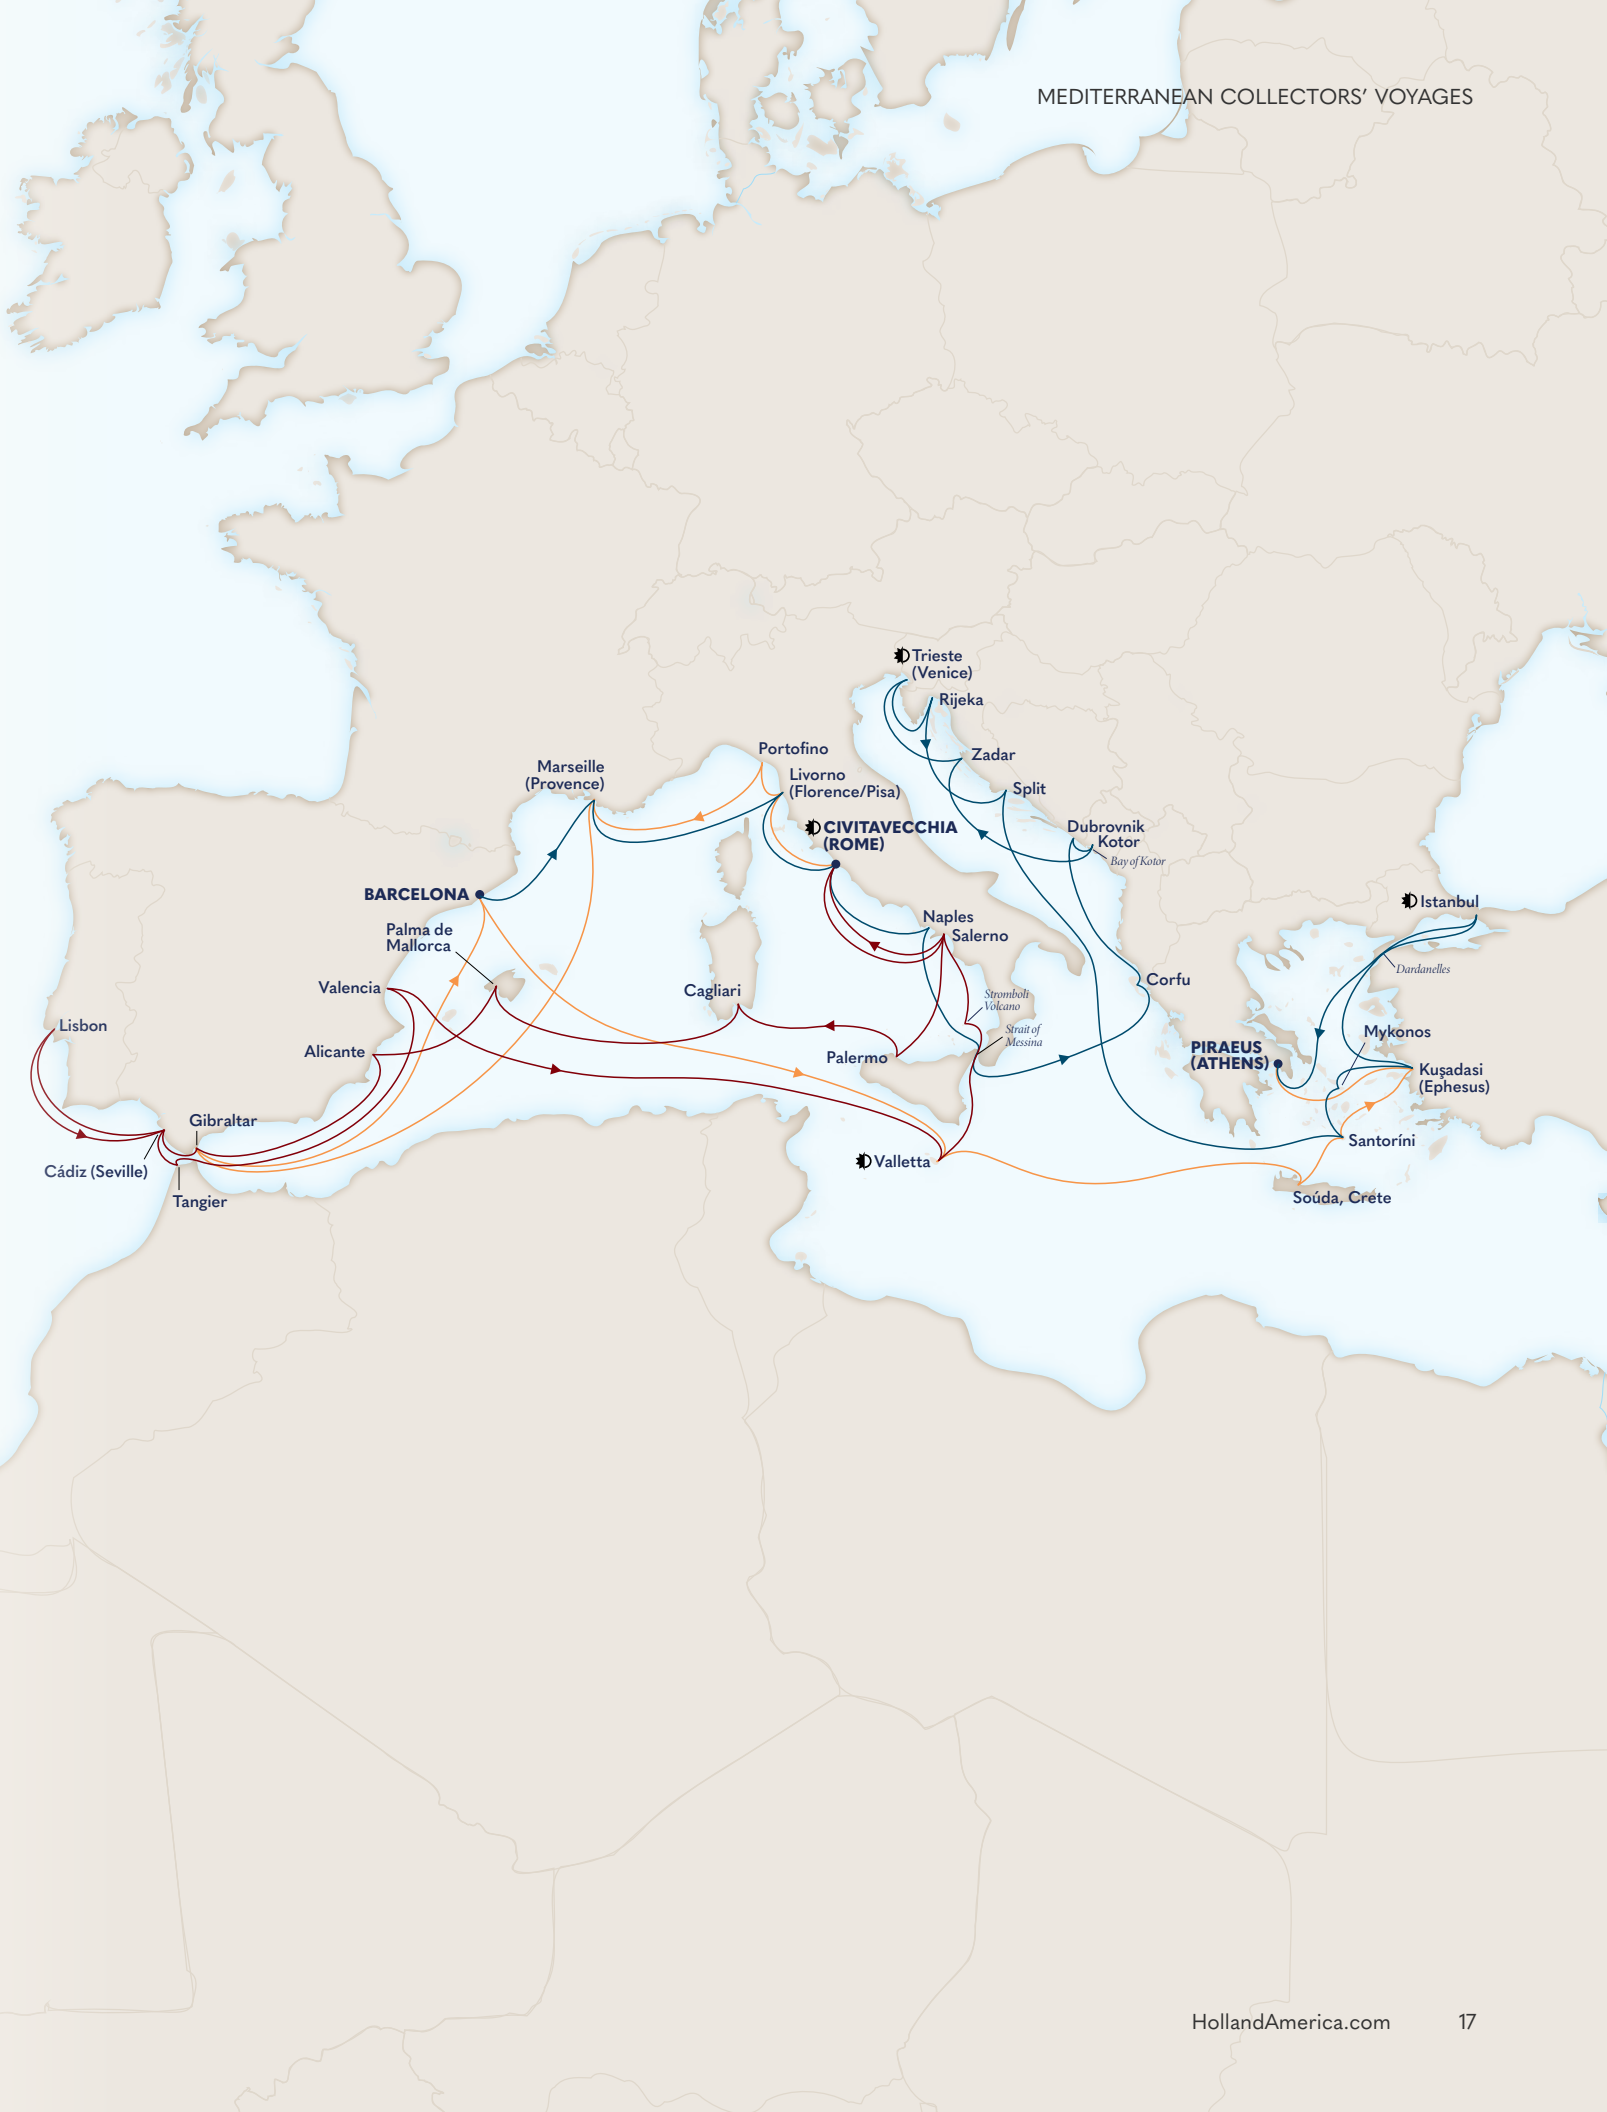 MEDITERRANEAN COLLECTORS’ VOYAGES
Trieste
(Venice)
Rijeka
Portofino
Zadar
Marseille
(Provence)
Livorno
(Florence/Pisa)
Split
CIVITAVECCHIA
(ROME)
Dubrovnik
Kotor
Bay of Kotor
BARCELONA
Istanbul
Naples
Salerno
Palma de
Mallorca
Dardanelles
Corfu
Valencia
Cagliari
Stromboli
Volcano
Lisbon
Strait of
Messina
Mykonos
Alicante
Palermo
PIRAEUS
(ATHENS)
Kuşadasi
(Ephesus)
Gibraltar
Santoríni
Valletta
Cádiz (Seville)
Tangier
Soúda, Crete
HollandAmerica.com 17